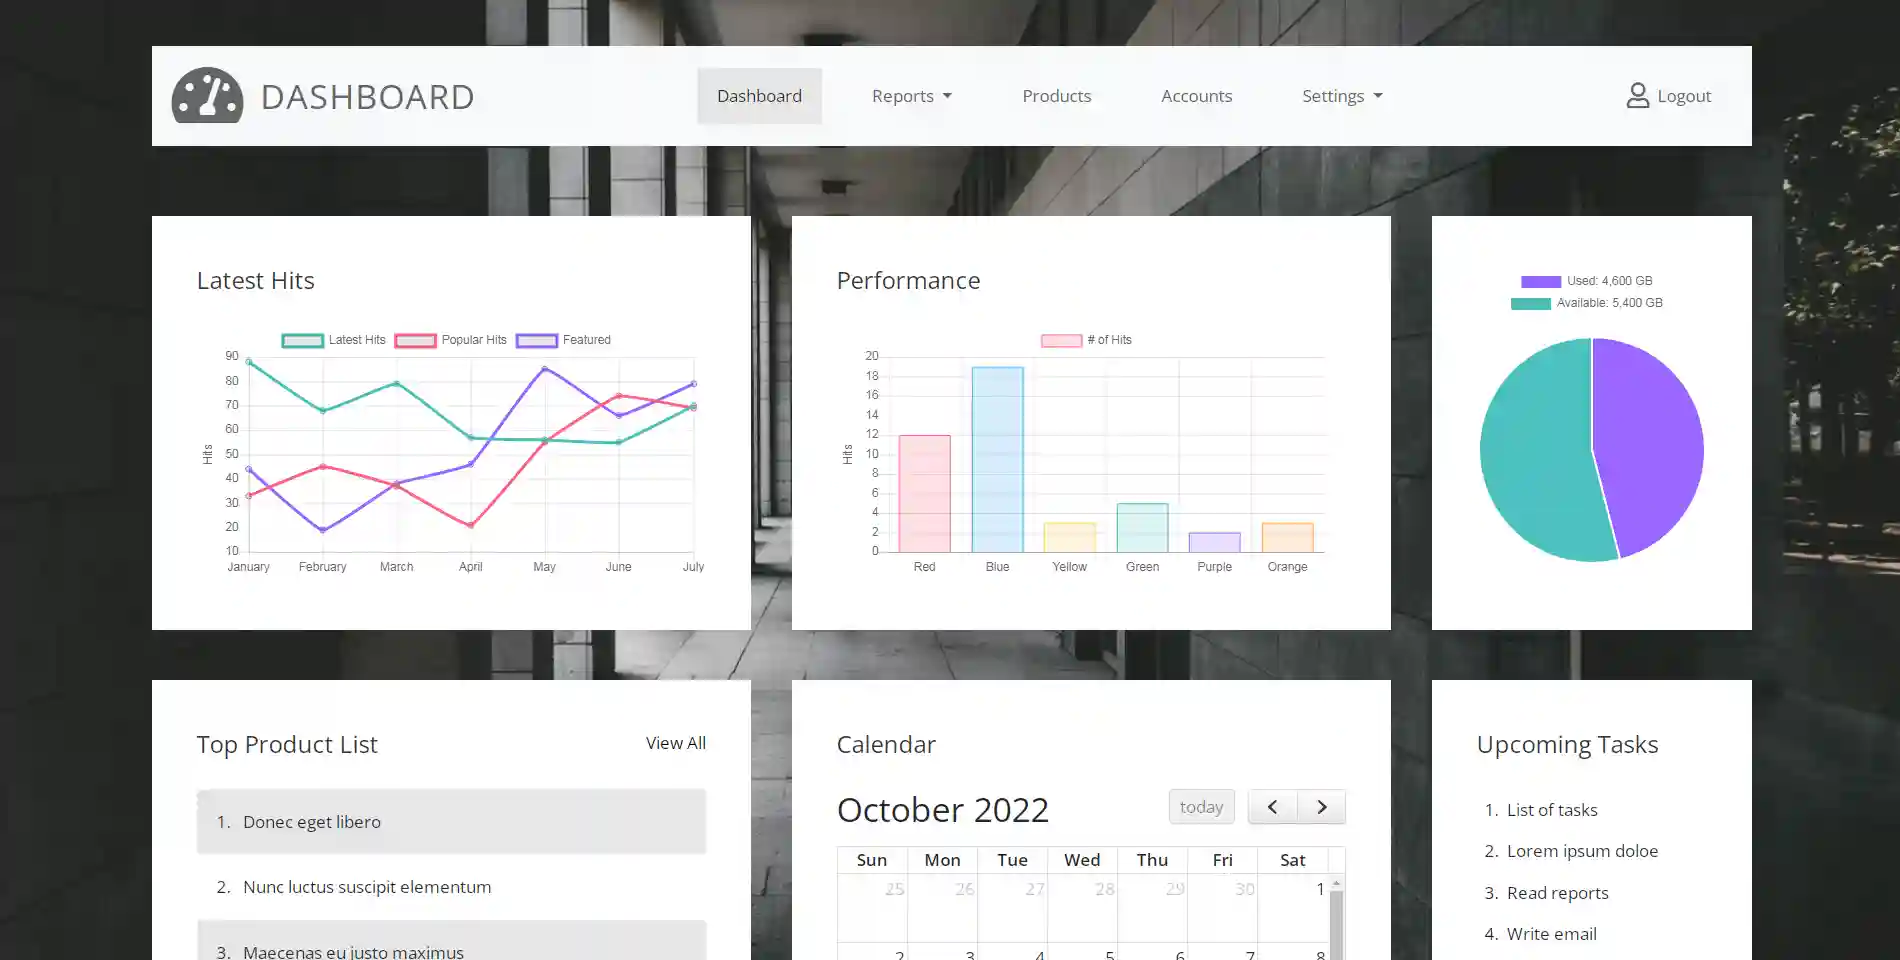 DASHBOARD
Dashboard
Reports
Products
Accounts
Settings
Logout
Latest Hits
Latest Hits
Popular Hits
Featured
Hits
90
80
70
60
50
40
30
20
10
January
February
March
April
May
June
July
Performance
# of Hits
Hits
20
18
16
14
12
10
8
6
4
2
0
Red
Blue
Yellow
Green
Purple
Orange
Used: 4,600 GB
Available: 5,400 GB
Top Product List
View All
1. Donec eget libero
2. Nunc luctus suscipit elementum
3. Maecenas eu justo maximus
Calendar
October 2022
today
Sun Mon Tue Wed Thu Fri Sat
25 26 27 28 29 30 1
2 3 4 5 6 7 8
Upcoming Tasks
1. List of tasks
2. Lorem ipsum doloe
3. Read reports
4. Write email